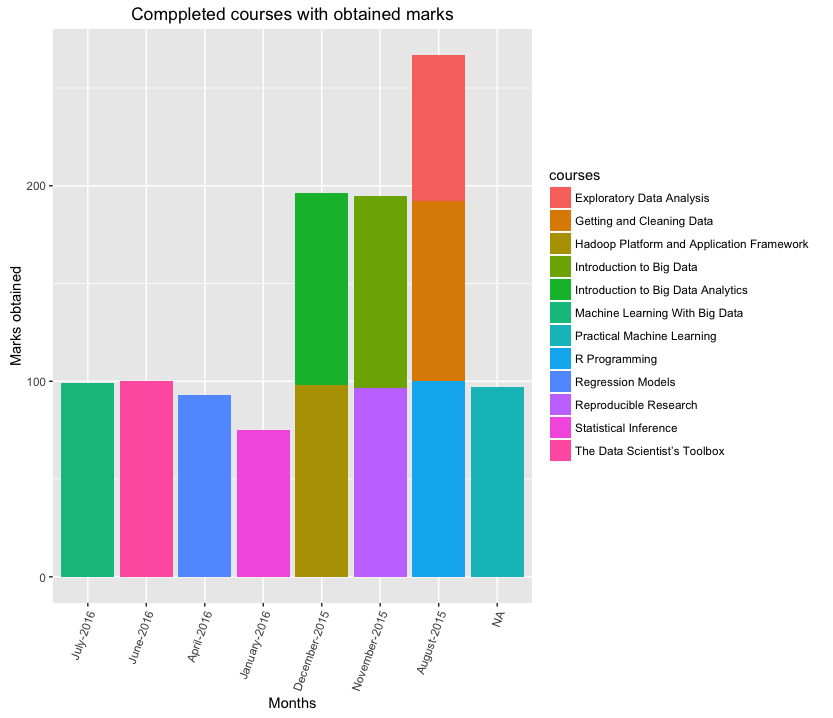 Comppleted courses with obtained marks
Marks obtained
200
100
0
July-2016
June-2016
April-2016
January-2016
December-2015
November-2015
August-2015
NA
Months
courses
Exploratory Data Analysis
Getting and Cleaning Data
Hadoop Platform and Application Framework
Introduction to Big Data
Introduction to Big Data Analytics
Machine Learning With Big Data
Practical Machine Learning
R Programming
Regression Models
Reproducible Research
Statistical Inference
The Data Scientist's Toolbox